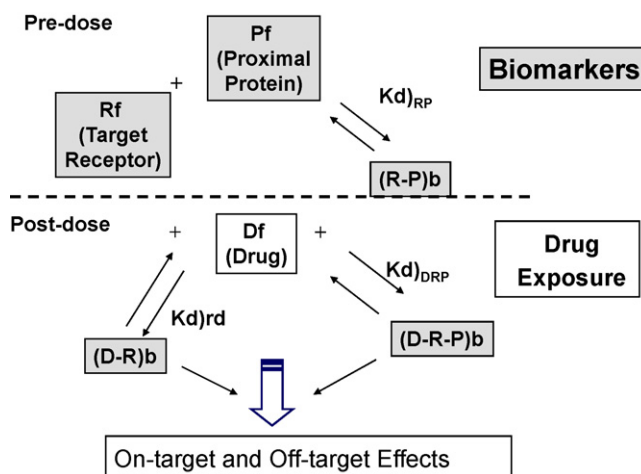 Pre-dose
Pf
(Proximal
Protein)
+
Rf
(Target
Receptor)
Kd)RP
(R-P)b
Biomarkers
Post-dose
+
Df
(Drug)
+
Kd)rd
Kd)DRP
(D-R)b
(D-R-P)b
Drug
Exposure
On-target and Off-target Effects